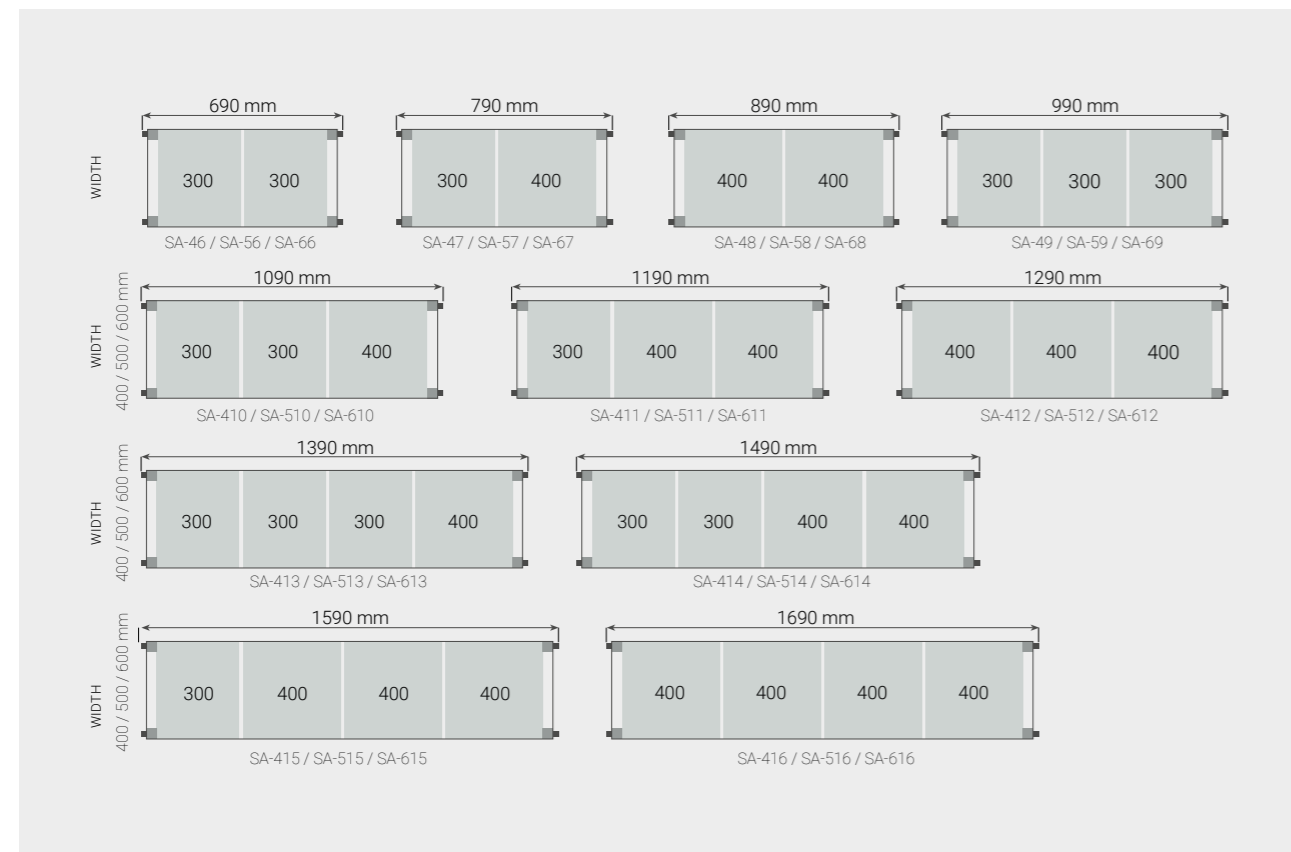 690 mm
790 mm
890 mm
990 mm
WIDTH
300 300
300 400
400 400
300 300 300
SA-46 / SA-56 / SA-66
SA-47 / SA-57 / SA-67
SA-48 / SA-58 / SA-68
SA-49 / SA-59 / SA-69
1090 mm
1190 mm
1290 mm
WIDTH
400 / 500 / 600 mm
300 300 400
300 400 400
400 400 400
SA-410 / SA-510 / SA-610
SA-411 / SA-511 / SA-611
SA-412 / SA-512 / SA-612
1390 mm
1490 mm
WIDTH
400 / 500 / 600 mm
300 300 300 400
300 300 400 400
SA-413 / SA-513 / SA-613
SA-414 / SA-514 / SA-614
1590 mm
1690 mm
WIDTH
400 / 500 / 600 mm
300 400 400 400
400 400 400 400
SA-415 / SA-515 / SA-615
SA-416 / SA-516 / SA-616